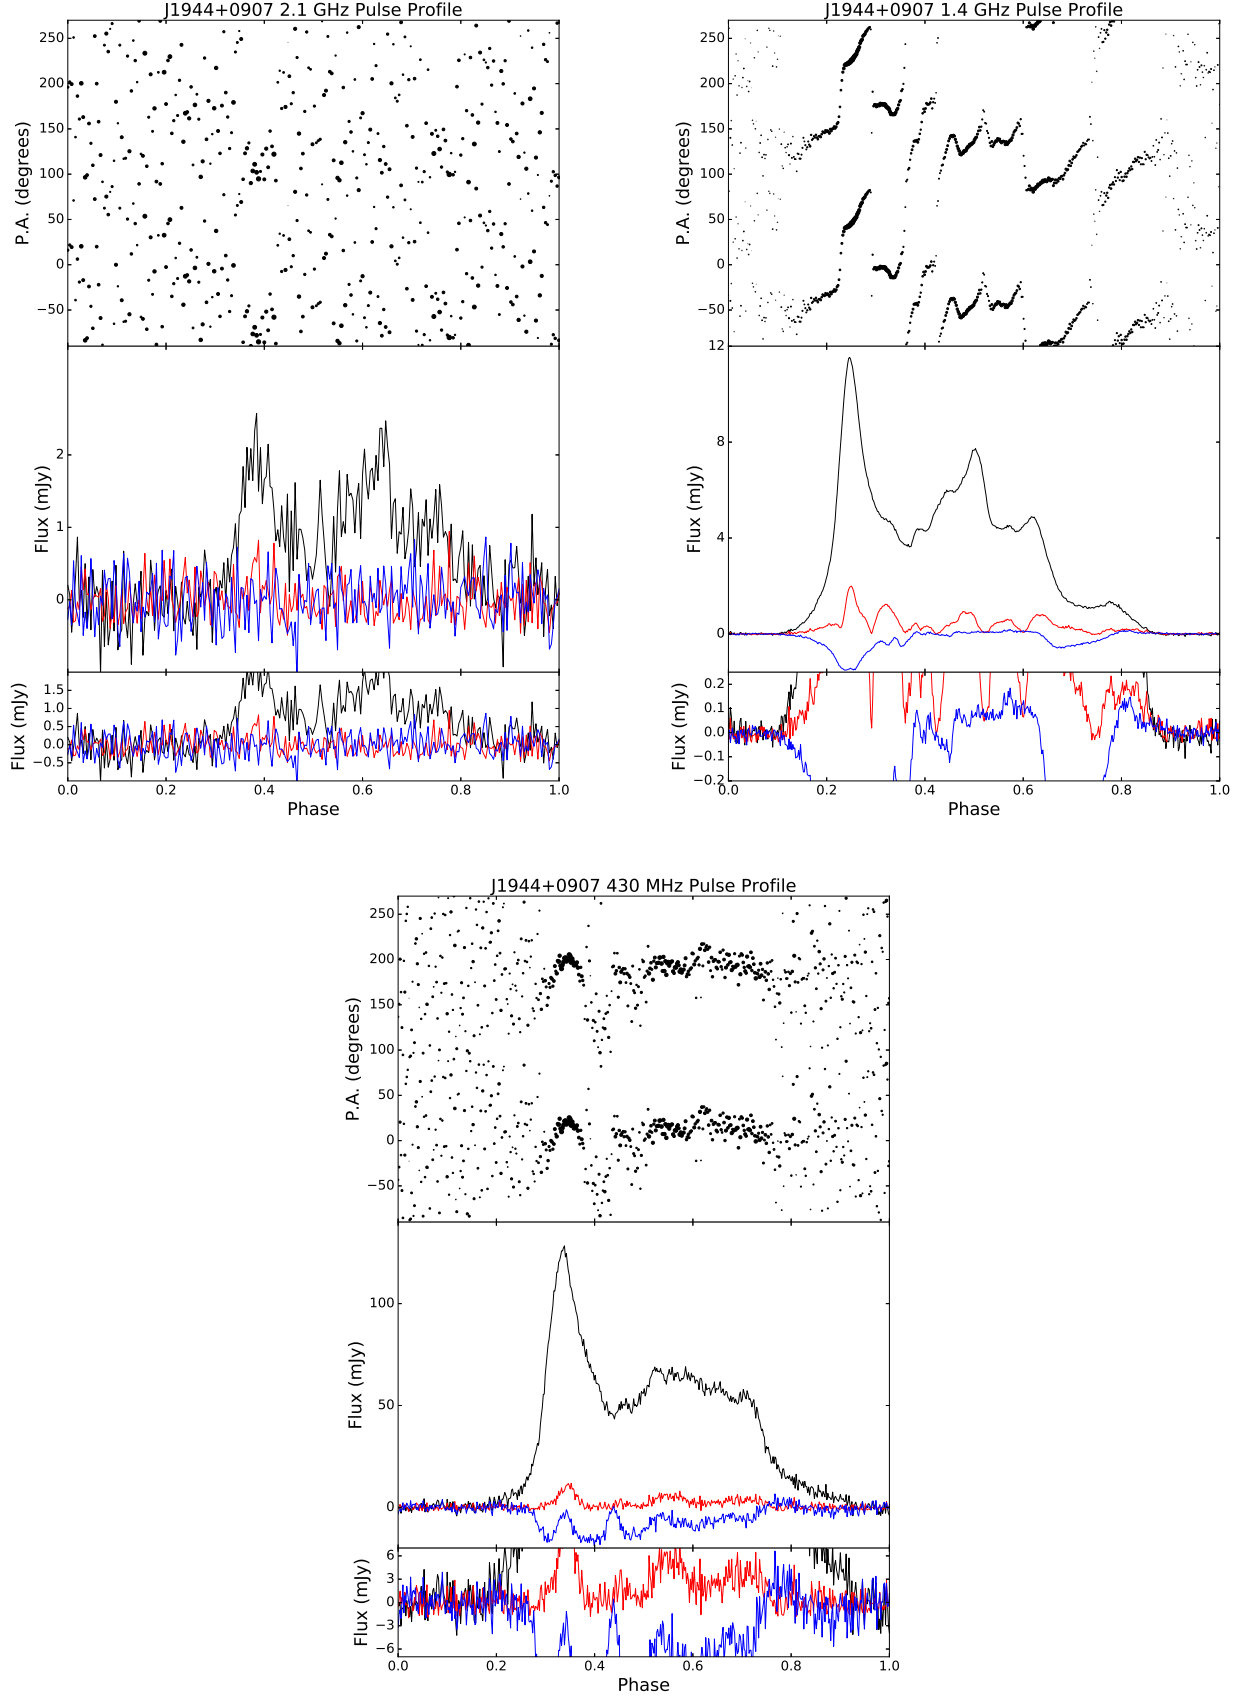 J1944+0907 2.1 GHz Pulse Profile
250
200
150
100
50
0
−50
P.A. (degrees)
2
1
0
Flux (mJy)
1.5
1.0
0.5
0.0
−0.5
Flux (mJy)
0.0 0.2 0.4 0.6 0.8 1.0
Phase
J1944+0907 1.4 GHz Pulse Profile
250
200
150
100
50
0
−50
P.A. (degrees)
12
8
4
0
Flux (mJy)
0.2
0.1
0.0
−0.1
−0.2
Flux (mJy)
0.2 0.4 0.6 0.8 1.0
Phase
J1944+0907 430 MHz Pulse Profile
250
200
150
100
50
0
−50
P.A. (degrees)
100
50
0
Flux (mJy)
6
3
0
−3
−6
Flux (mJy)
0.0 0.2 0.4 0.6 0.8 1.0
Phase